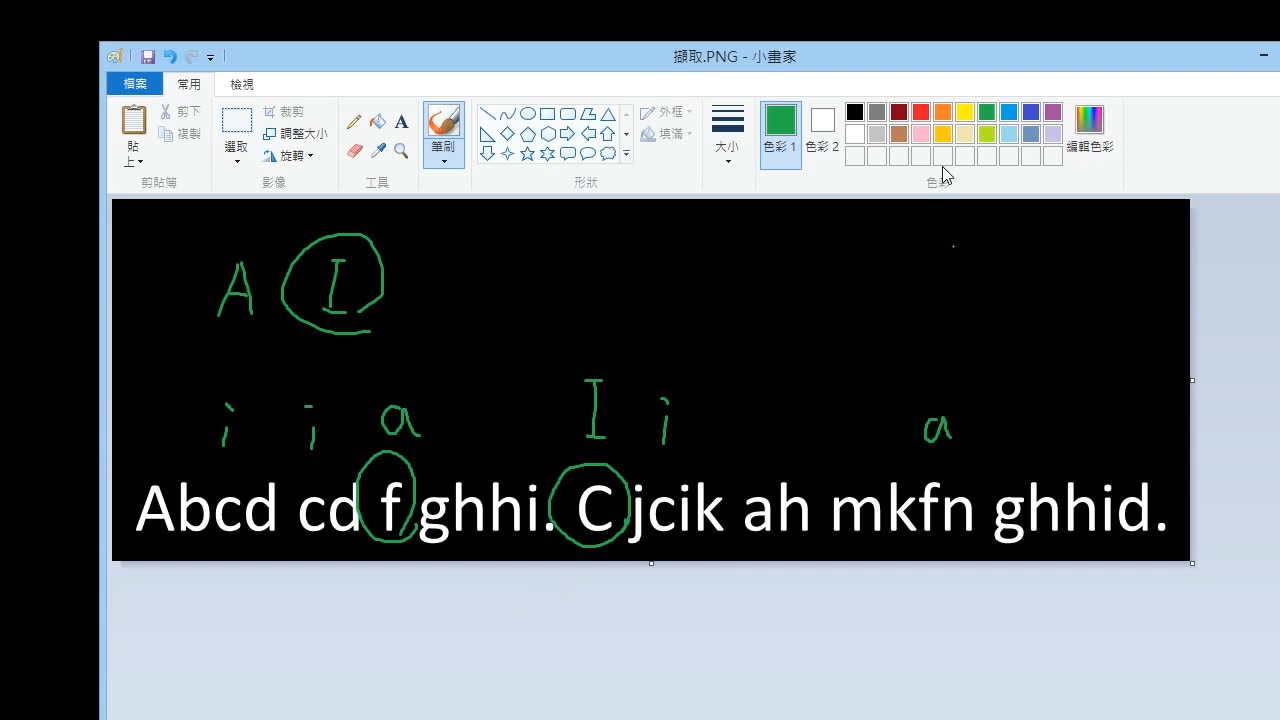 擷取.PNG - 小畫家
檔案 常用 檢視
貼上 剪下 複製 選取 裁剪 調整大小 旋轉 A 筆刷 外框 填滿 大小 色彩 1 色彩 2 編輯色彩
剪貼簿 影像 工具 形狀 色彩
A I
i i a I i a
Abcd cd f ghhi. C jcik ah mkfn ghhid.